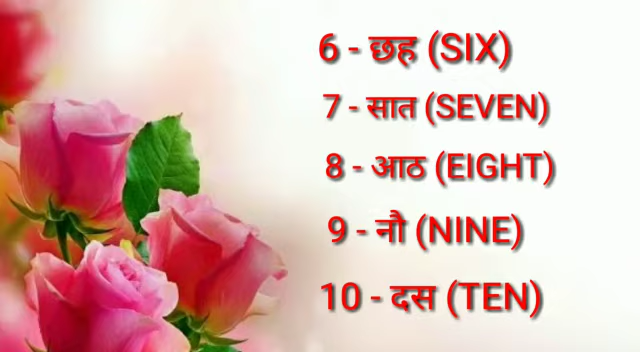 6 - छह (SIX)
7 - सात (SEVEN)
8 - आठ (EIGHT)
9 - नौ (NINE)
10 - दस (TEN)